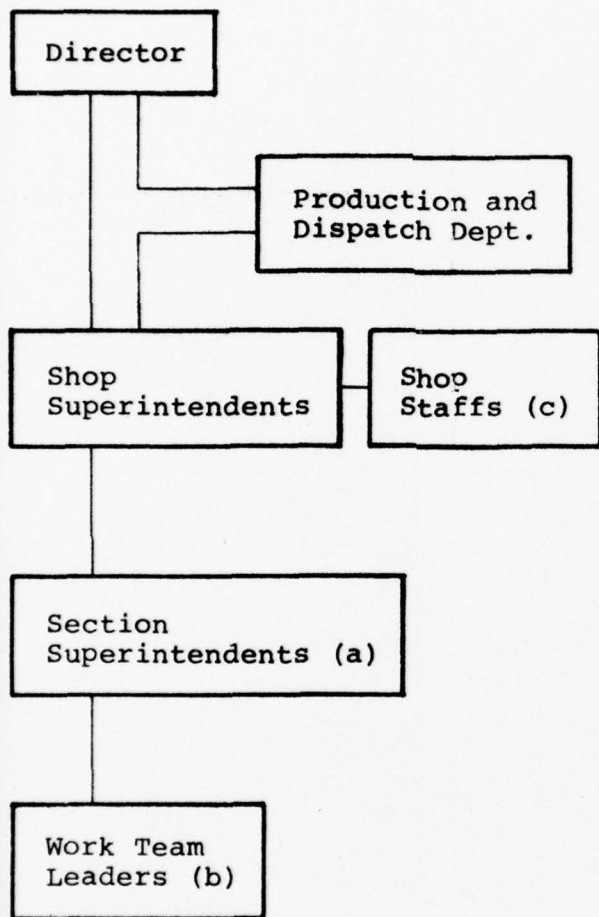 Director
Production and
Dispatch Dept.
Shop
Superintendents
Shop
Staffs (c)
Section
Superintendents (a)
Work Team
Leaders (b)